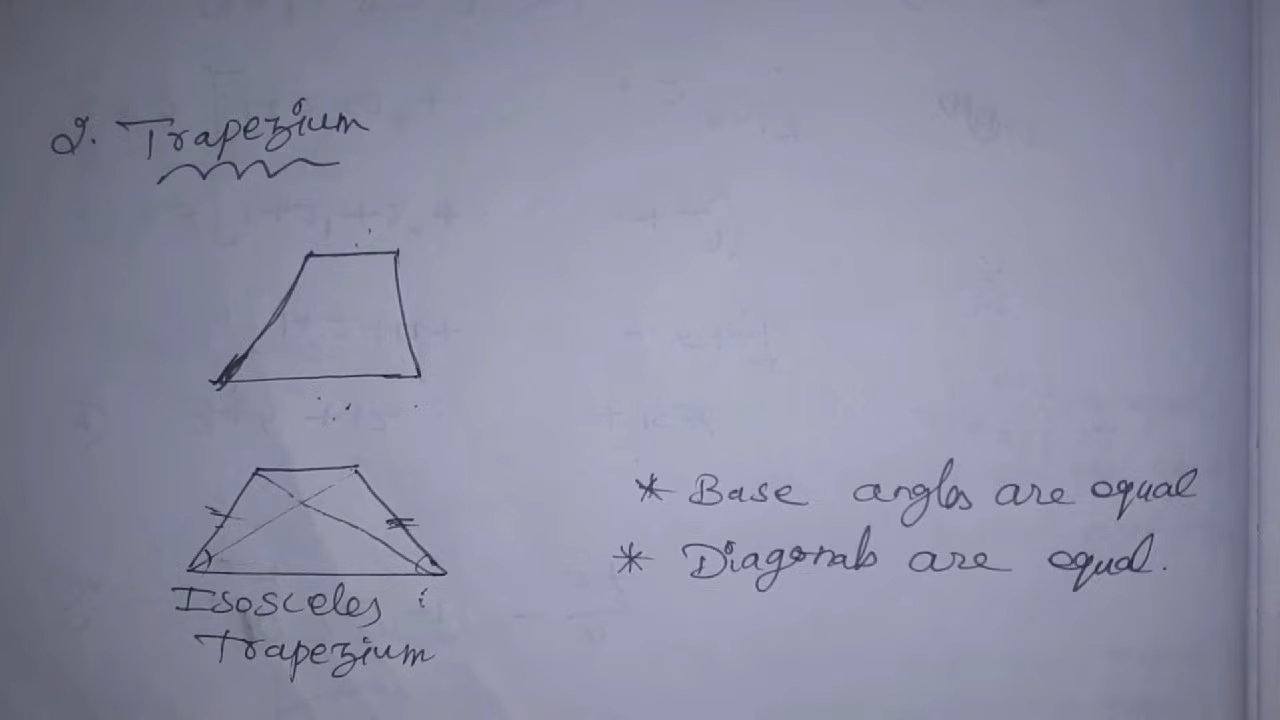 2. Trapezium
* Base angles are equal
* Diagonals are equal.
Isosceles
Trapezium